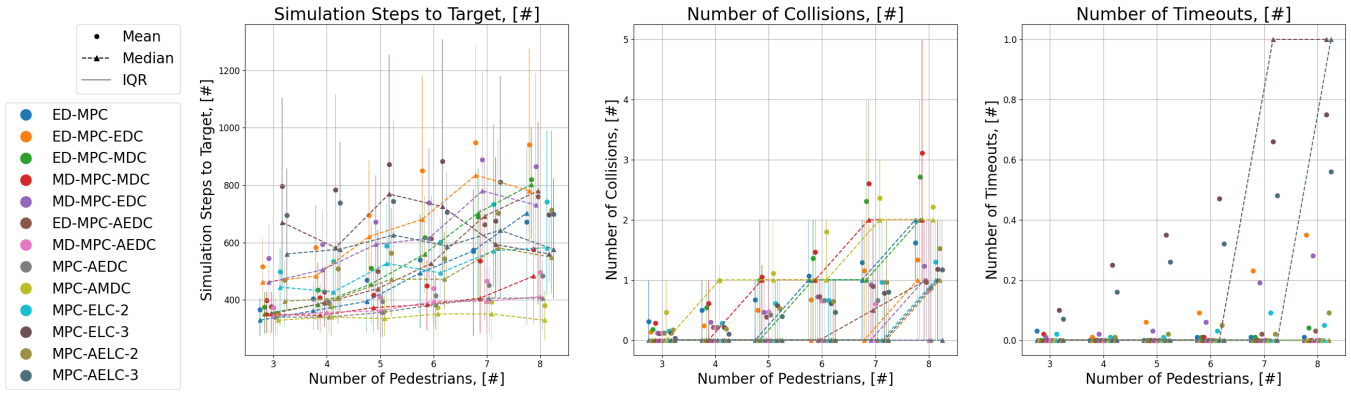 Mean
Median
IQR
ED-MPC
ED-MPC-EDC
ED-MPC-MDC
MD-MPC-MDC
MD-MPC-EDC
ED-MPC-AEDC
MD-MPC-AEDC
MPC-AEDC
MPC-AMDC
MPC-ELC-2
MPC-ELC-3
MPC-AELC-2
MPC-AELC-3
Simulation Steps to Target, [#]
Simulation Steps to Target, [#]
1200
1000
800
600
400
3 4 5 6 7 8
Number of Pedestrians, [#]
Number of Collisions, [#]
Number of Collisions, [#]
5
4
3
2
1
0
3 4 5 6 7 8
Number of Pedestrians, [#]
Number of Timeouts, [#]
Number of Timeouts, [#]
1.0
0.8
0.6
0.4
0.2
0.0
3 4 5 6 7 8
Number of Pedestrians, [#]